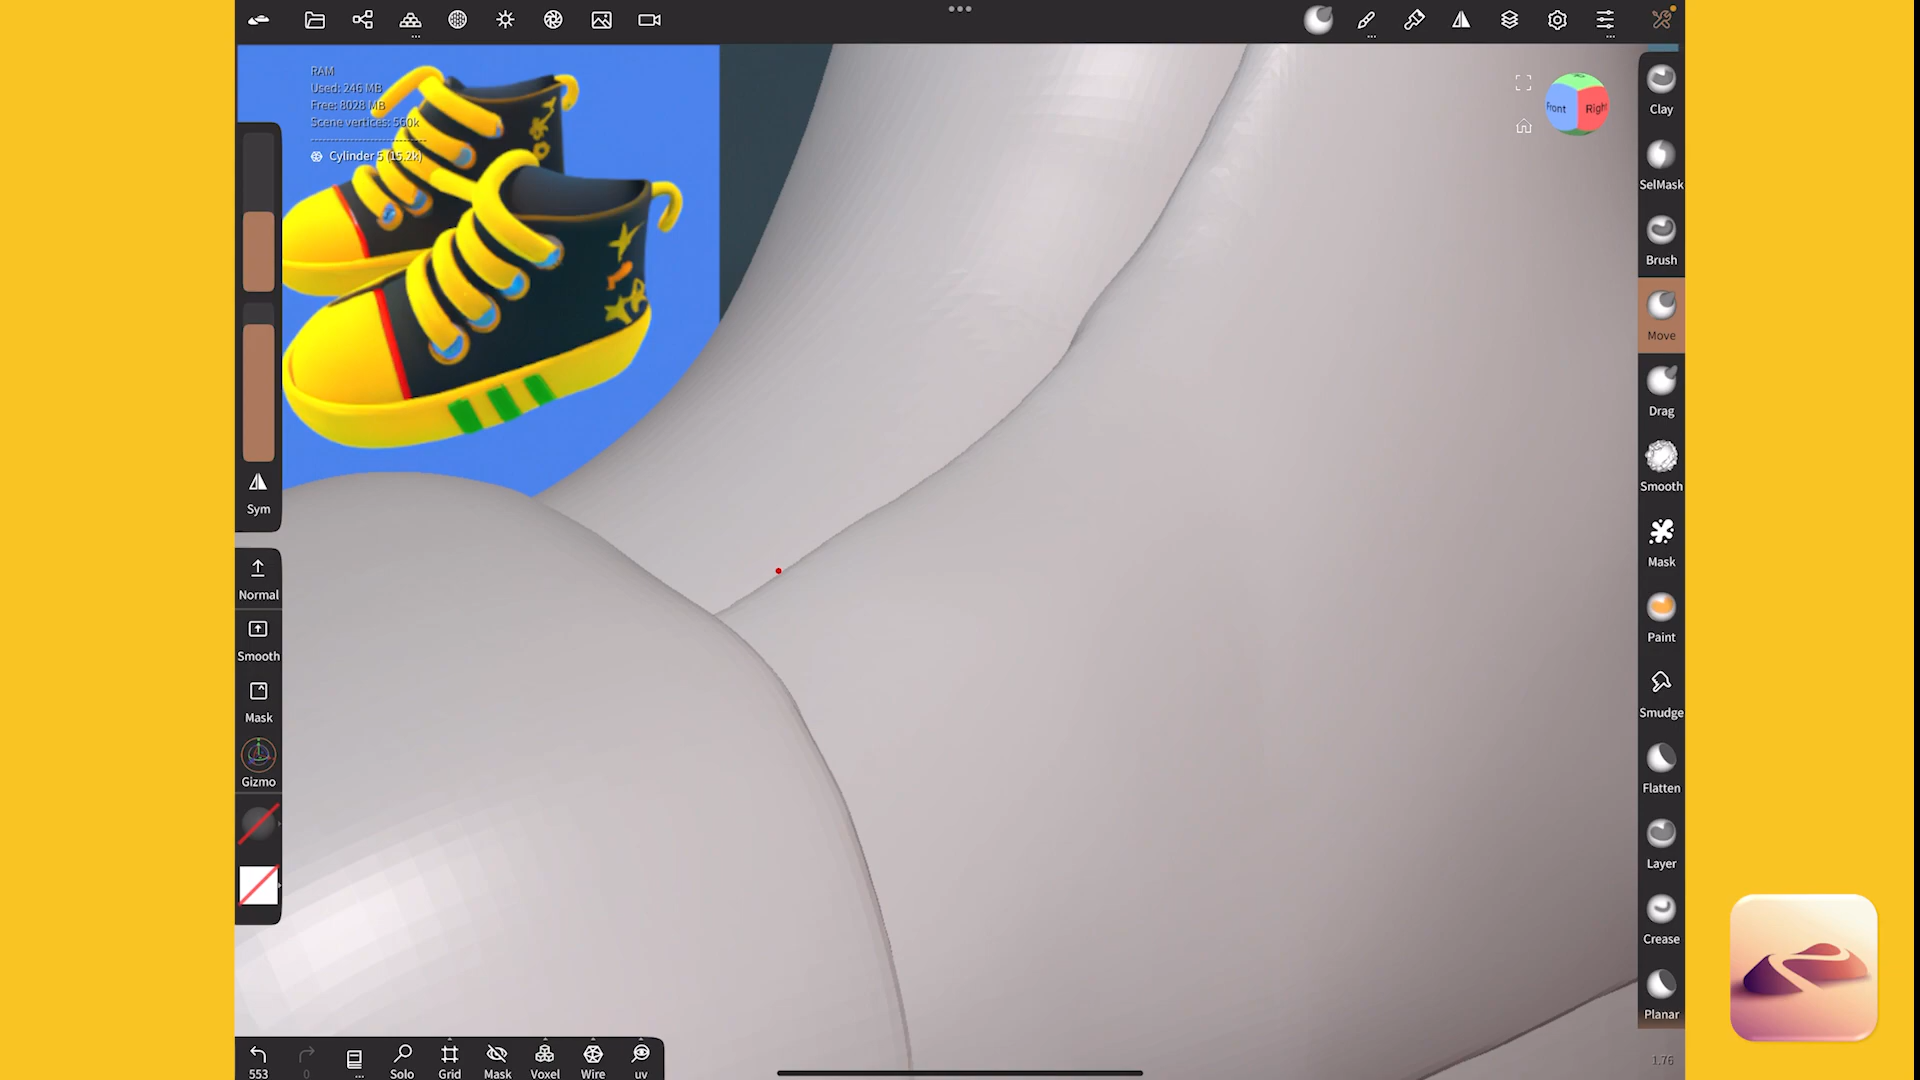 RAM
Used: 246 MB
Free: 8028 MB
Scene vertices: 560k
Cylinder 5 (15.2k)
Front
Right
Clay
SelMask
Brush
Move
Drag
Smooth
Mask
Paint
Smudge
Flatten
Layer
Crease
Planar
Sym
Normal
Smooth
Mask
Gizmo
553
0
Solo
Grid
Mask
Voxel
Wire
uv
1.76